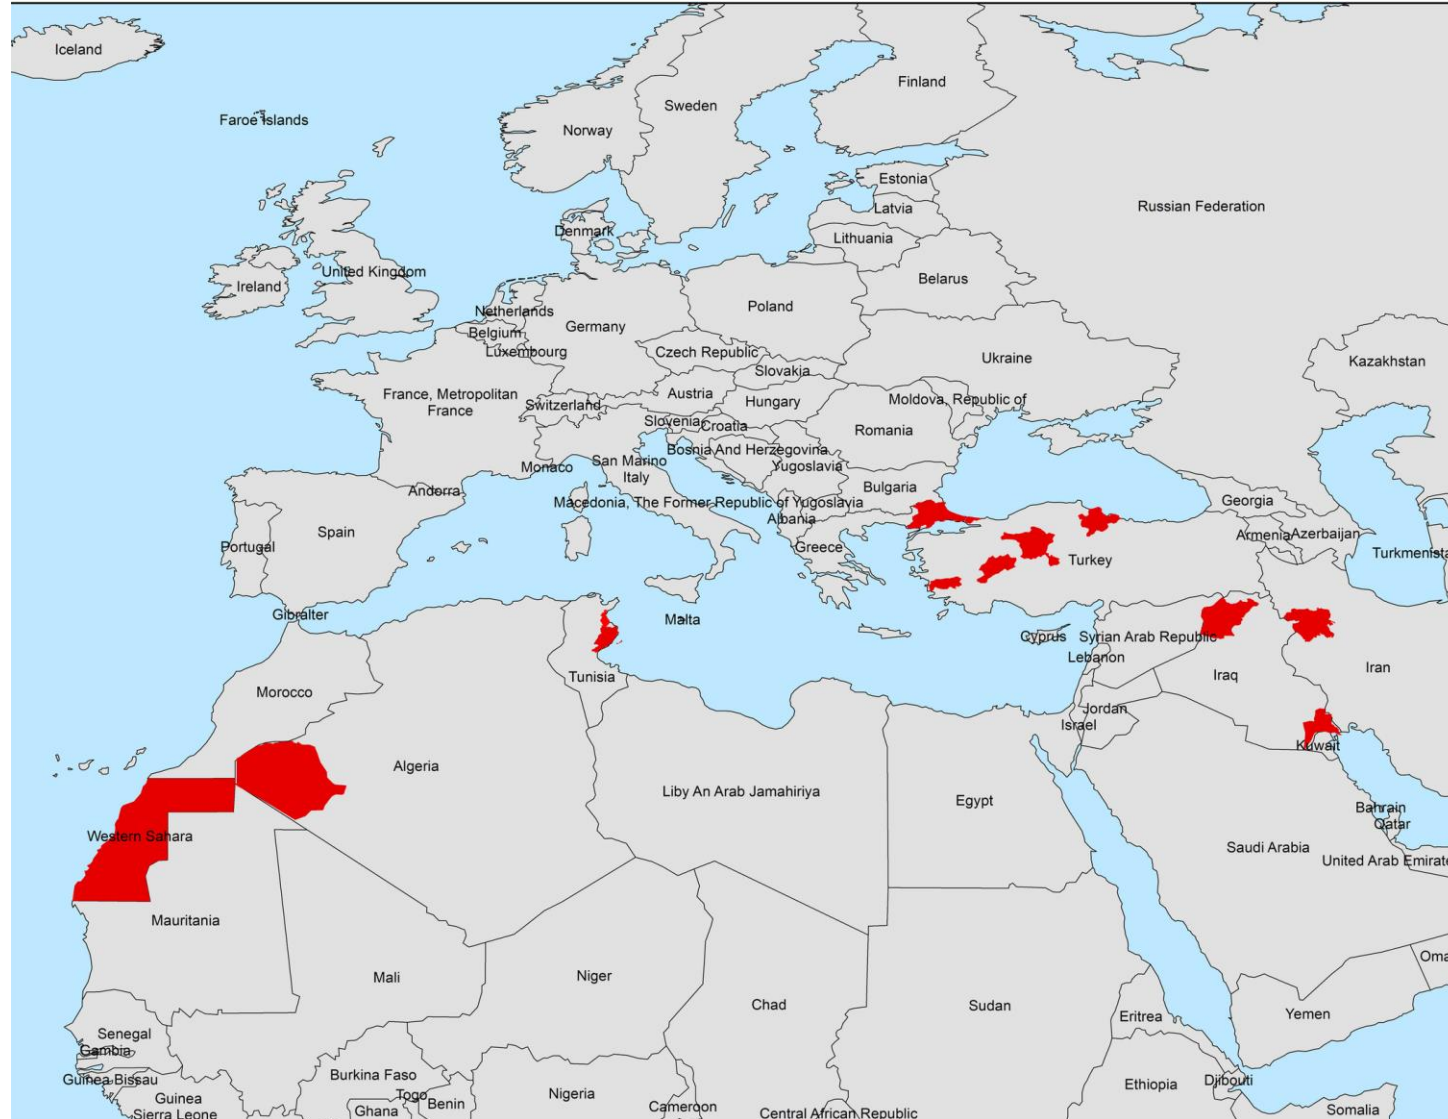 Iceland
Finland
Sweden
Faroe Islands
Norway
Estonia
Latvia
Russian Federation
Denmark
Lithuania
United Kingdom
Belarus
Ireland
Poland
Netherlands
Germany
Belgium
Luxembourg
Czech Republic
Ukraine
Kazakhstan
Slovakia
Austria
France, Metropolitan
France
Hungary
Moldova, Republic of
Switzerland
Slovenia
Croatia
Romania
Bosnia And Herzegovina
San Marino
Monaco
Yugoslavia
Italy
Andorra
Bulgaria
Georgia
Macedonia, The Former Republic of Yugoslavia
Albania
Spain
Armenia
Azerbaijan
Portugal
Greece
Turkey
Turkmenista
Gibralter
Malta
Cyprus
Syrian Arab Republic
Lebanon
Iran
Tunisia
Iraq
Morocco
Jordan
Israel
Kuwait
Algeria
Liby An Arab Jamahiriya
Egypt
Bahrain
Qatar
Western Sahara
Saudi Arabia
United Arab Emirate
Mauritania
Oma
Mali
Niger
Chad
Sudan
Eritrea
Yemen
Senegal
Gambia
Guinea Bissau
Burkina Faso
Guinea
Togo
Benin
Nigeria
Ethiopia
Djibouti
Sierra Leone
Ghana
Cameroon
Central African Republic
Somalia